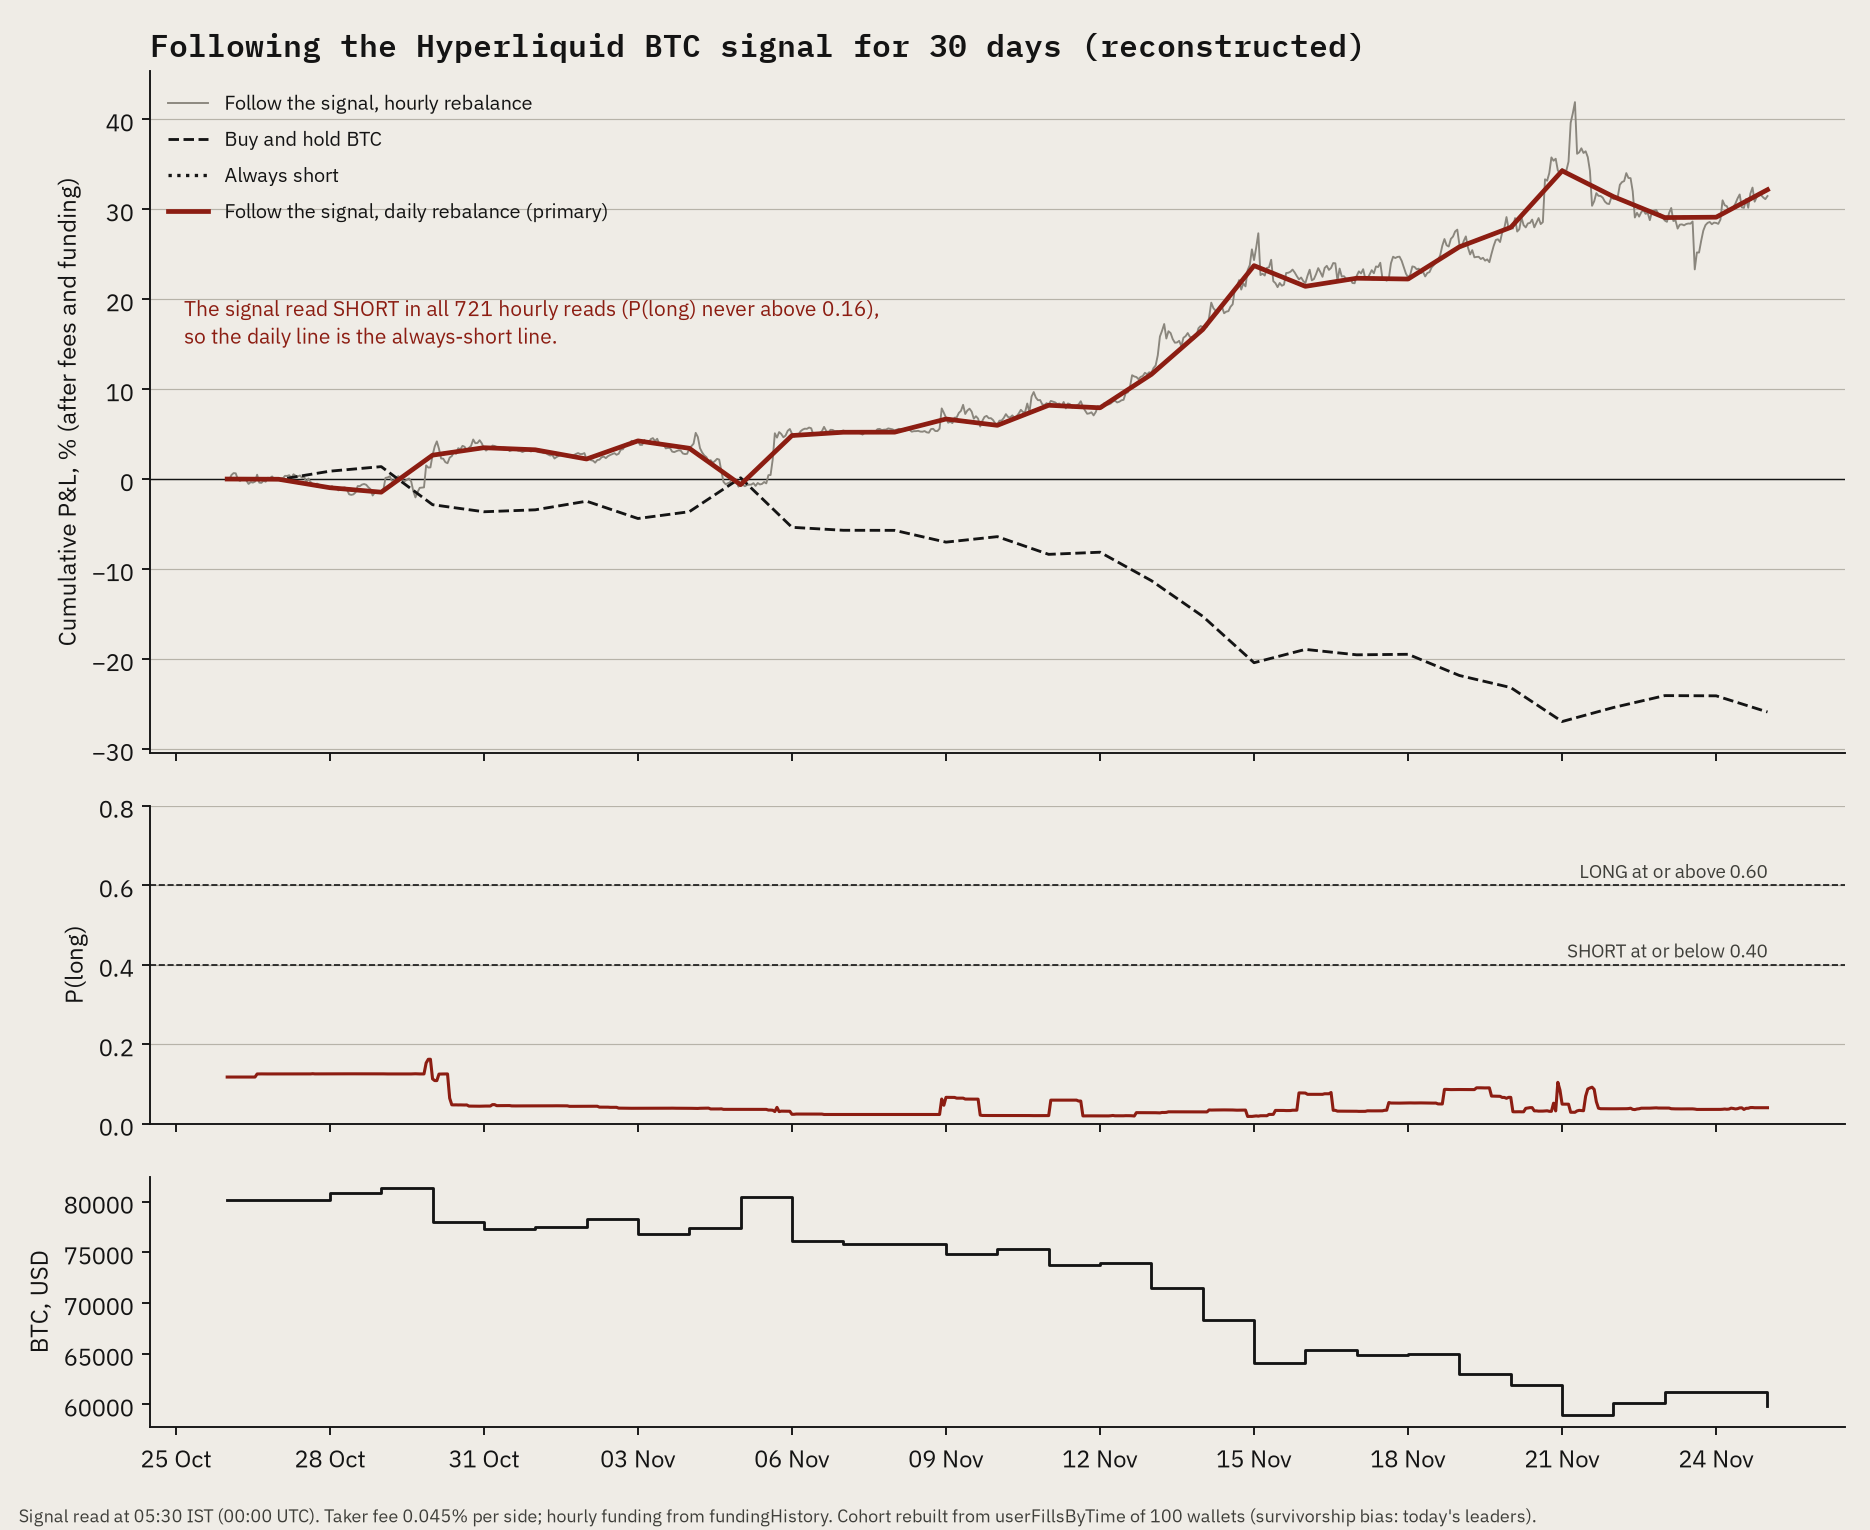 Following the Hyperliquid BTC signal for 30 days (reconstructed)
Follow the signal, hourly rebalance
Buy and hold BTC
Always short
Follow the signal, daily rebalance (primary)
The signal read SHORT in all 721 hourly reads (P(long) never above 0.16),
so the daily line is the always-short line.
Cumulative P&L, % (after fees and funding)
40
30
20
10
0
−10
−20
−30
P(long)
0.8
0.6
0.4
0.2
0.0
LONG at or above 0.60
SHORT at or below 0.40
BTC, USD
80000
75000
70000
65000
60000
25 Oct
28 Oct
31 Oct
03 Nov
06 Nov
09 Nov
12 Nov
15 Nov
18 Nov
21 Nov
24 Nov
Signal read at 05:30 IST (00:00 UTC). Taker fee 0.045% per side; hourly funding from fundingHistory. Cohort rebuilt from userFillsByTime of 100 wallets (survivorship bias: today's leaders).